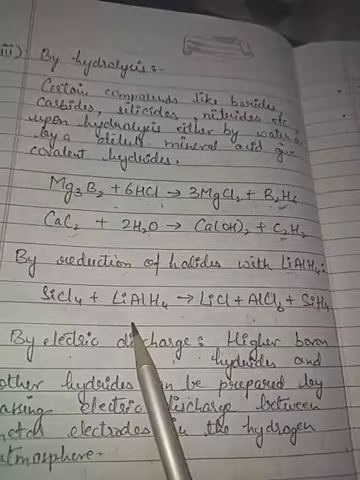 iii) By hydrolysis:-
Certain compounds like borides,
carbides, silicides, nitrides etc,
upon hydrolysis either by water or
by a dilute mineral acid give
covalent hydrides.
Mg₃B₂ + 6HCl → 3MgCl₂ + B₂H₆
CaC₂ + 2H₂O → Ca(OH)₂ + C₂H₂
By reduction of halides with LiAlH₄:
SiCl₄ + LiAlH₄ → LiCl + AlCl₃ + SiH₄
By electric discharge: Higher boron
hydrides and
other hydrides can be prepared by
assing electric discharge between
metal electrodes in the hydrogen
atmosphere.